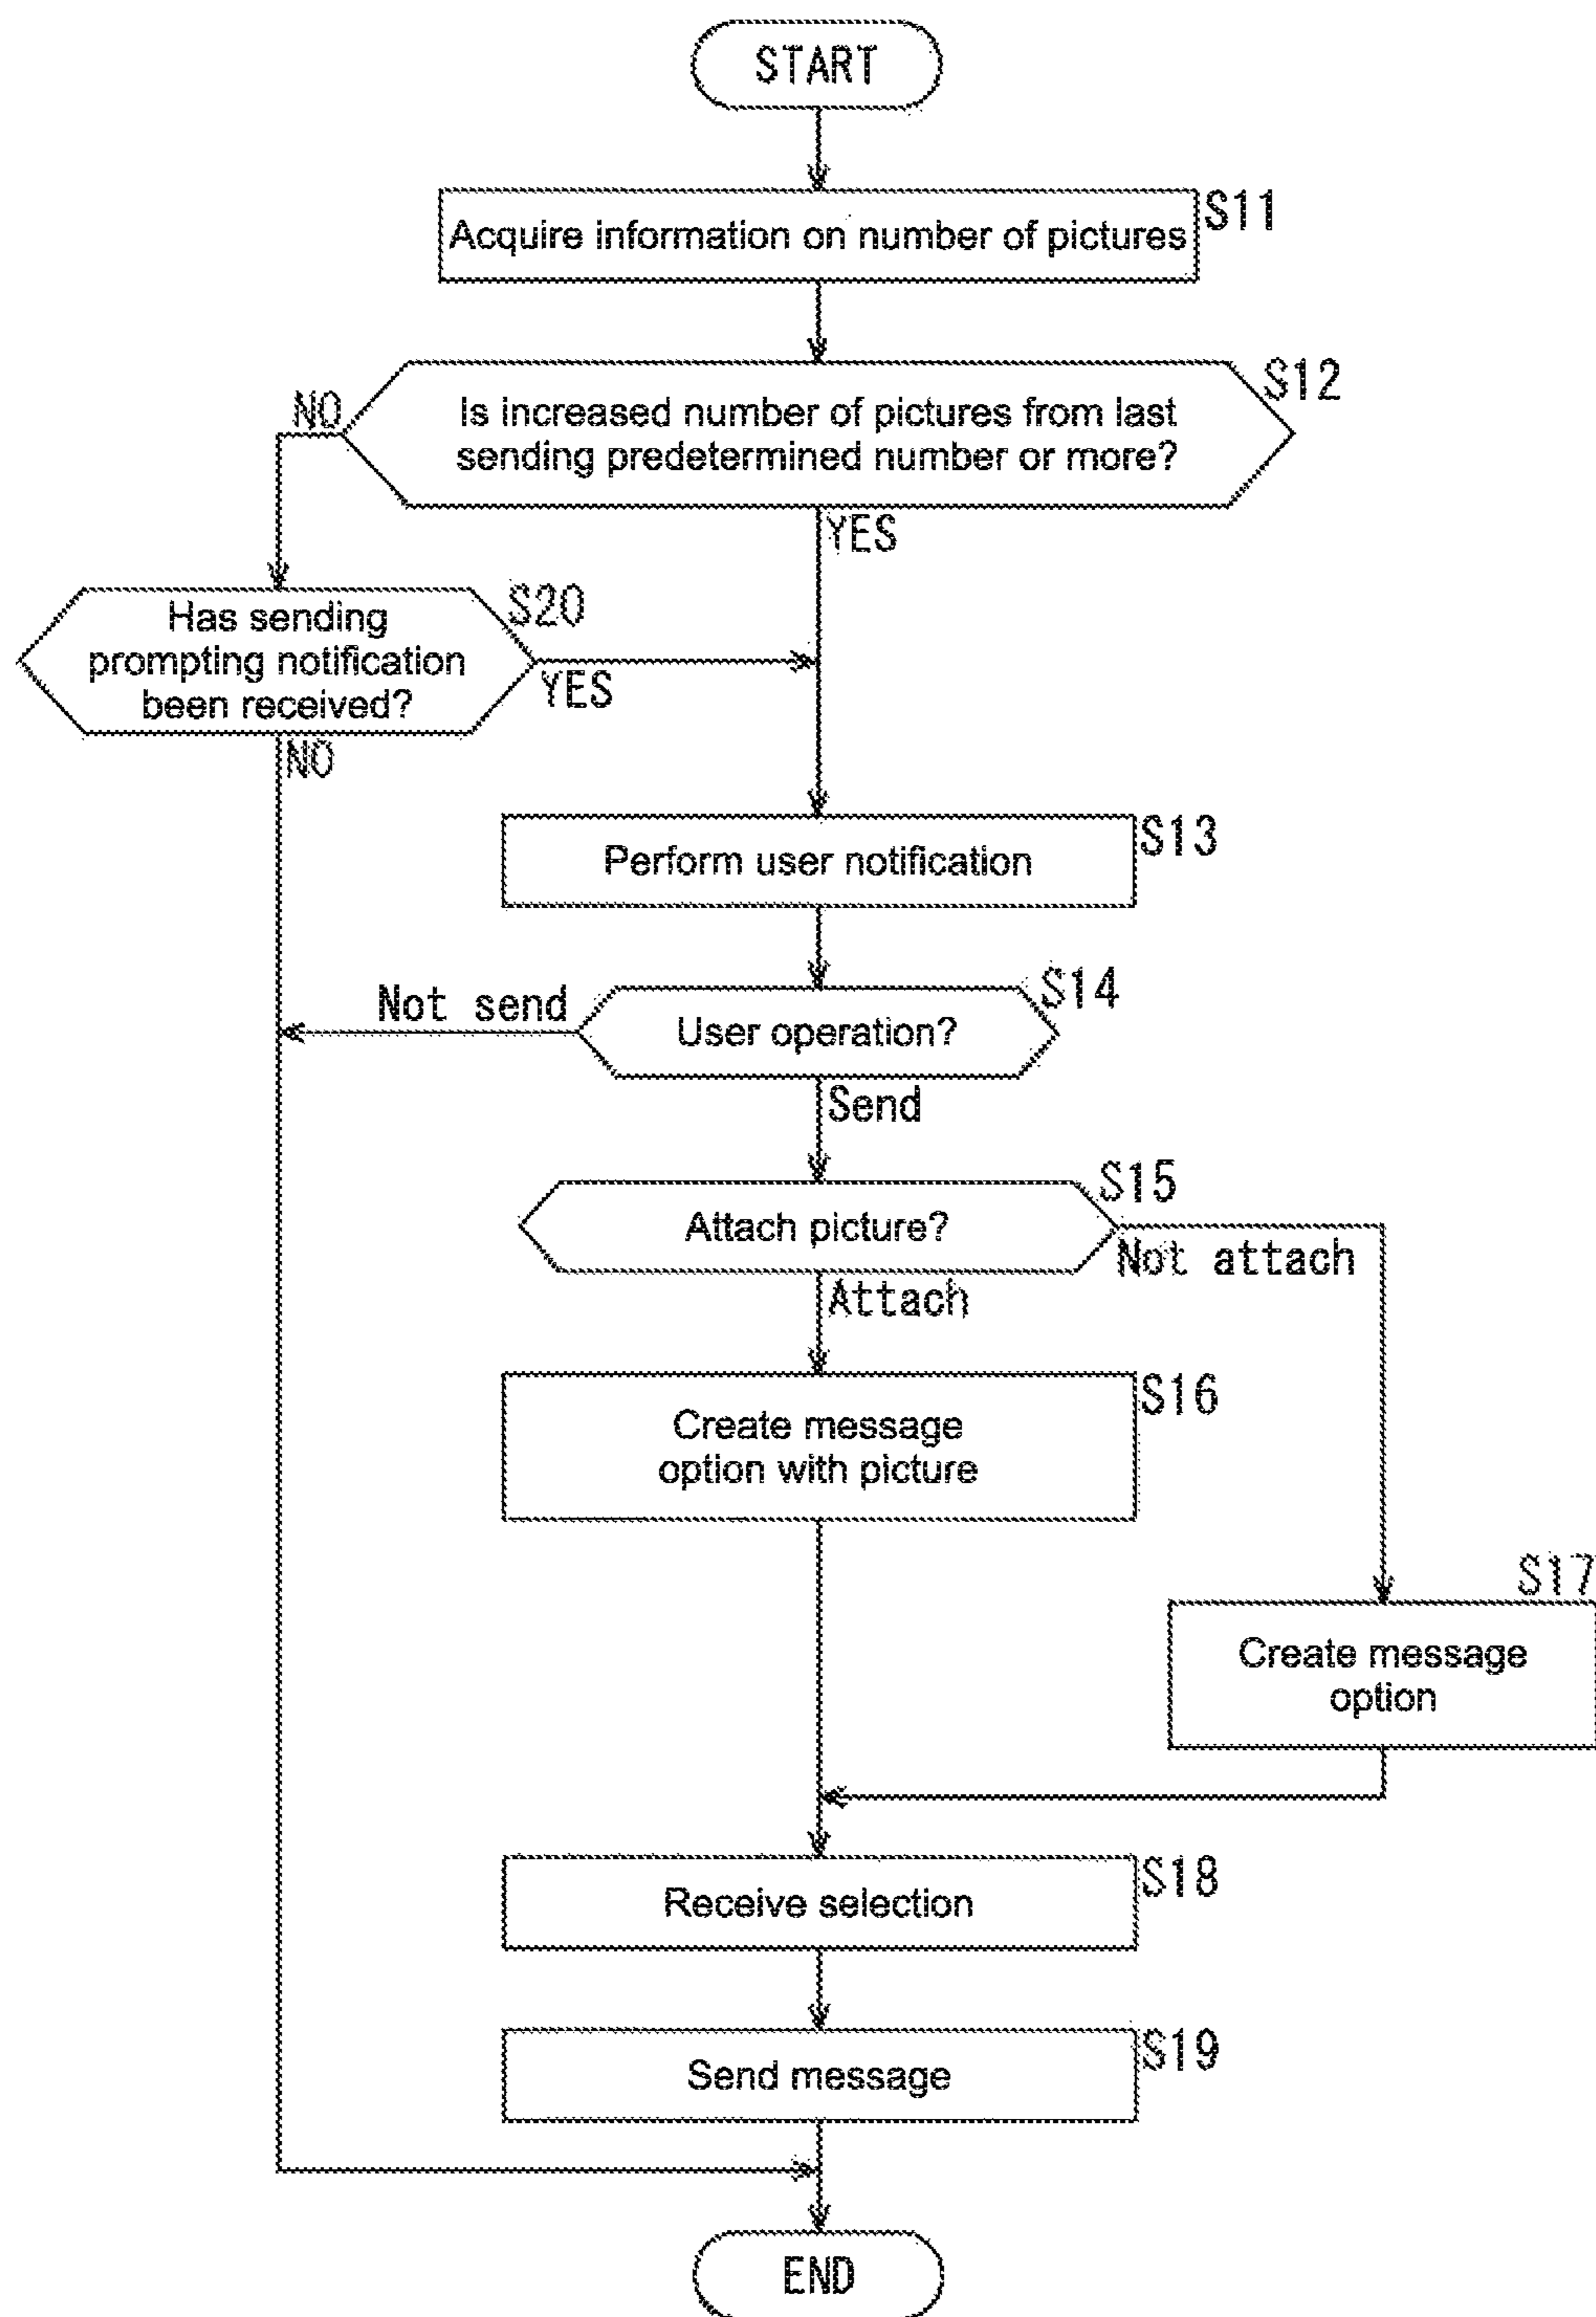 START
S11
Acquire information on number of pictures
S12
NO
Is increased number of pictures from last
sending predetermined number or more?
YES
S20
Has sending
prompting notification
been received?
YES
NO
S13
Perform user notification
S14
Not send
User operation?
Send
S15
Attach picture?
Not attach
Attach
S16
Create message
option with picture
S17
Create message
option
S18
Receive selection
S19
Send message
END